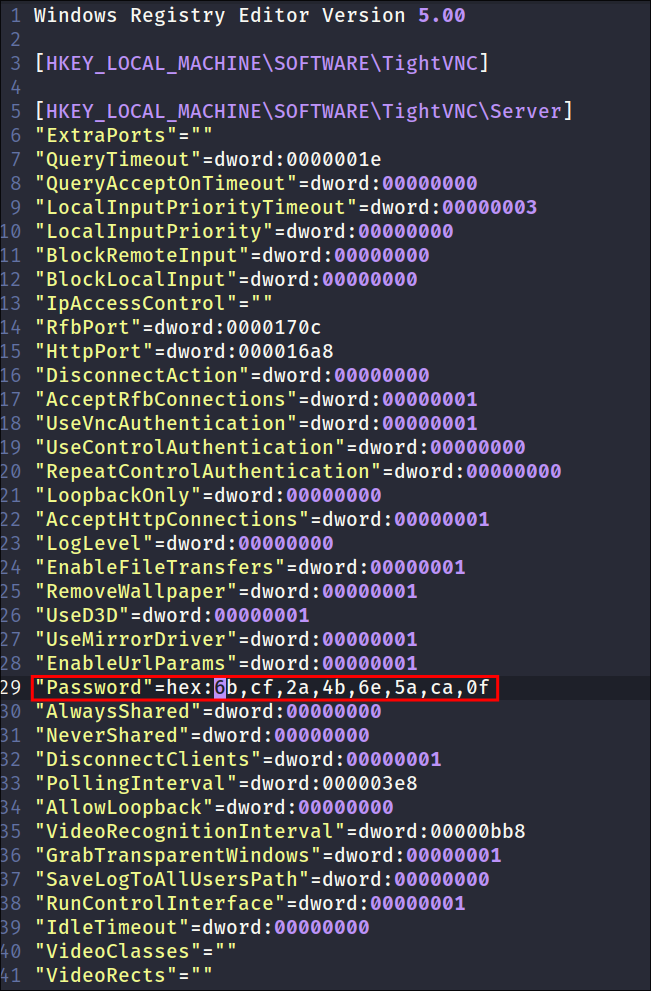 1 Windows Registry Editor Version 5.00
2
3 [HKEY_LOCAL_MACHINE\SOFTWARE\TightVNC]
4
5 [HKEY_LOCAL_MACHINE\SOFTWARE\TightVNC\Server]
6 "ExtraPorts"=""
7 "QueryTimeout"=dword:0000001e
8 "QueryAcceptOnTimeout"=dword:00000000
9 "LocalInputPriorityTimeout"=dword:00000003
10 "LocalInputPriority"=dword:00000000
11 "BlockRemoteInput"=dword:00000000
12 "BlockLocalInput"=dword:00000000
13 "IpAccessControl"=""
14 "RfbPort"=dword:0000170c
15 "HttpPort"=dword:000016a8
16 "DisconnectAction"=dword:00000000
17 "AcceptRfbConnections"=dword:00000001
18 "UseVncAuthentication"=dword:00000001
19 "UseControlAuthentication"=dword:00000000
20 "RepeatControlAuthentication"=dword:00000000
21 "LoopbackOnly"=dword:00000000
22 "AcceptHttpConnections"=dword:00000001
23 "LogLevel"=dword:00000000
24 "EnableFileTransfers"=dword:00000001
25 "RemoveWallpaper"=dword:00000001
26 "UseD3D"=dword:00000001
27 "UseMirrorDriver"=dword:00000001
28 "EnableUrlParams"=dword:00000001
29 "Password"=hex:6b,cf,2a,4b,6e,5a,ca,0f
30 "AlwaysShared"=dword:00000000
31 "NeverShared"=dword:00000000
32 "DisconnectClients"=dword:00000001
33 "PollingInterval"=dword:000003e8
34 "AllowLoopback"=dword:00000000
35 "VideoRecognitionInterval"=dword:00000bb8
36 "GrabTransparentWindows"=dword:00000001
37 "SaveLogToAllUsersPath"=dword:00000000
38 "RunControlInterface"=dword:00000001
39 "IdleTimeout"=dword:00000000
40 "VideoClasses"=""
41 "VideoRects"=""